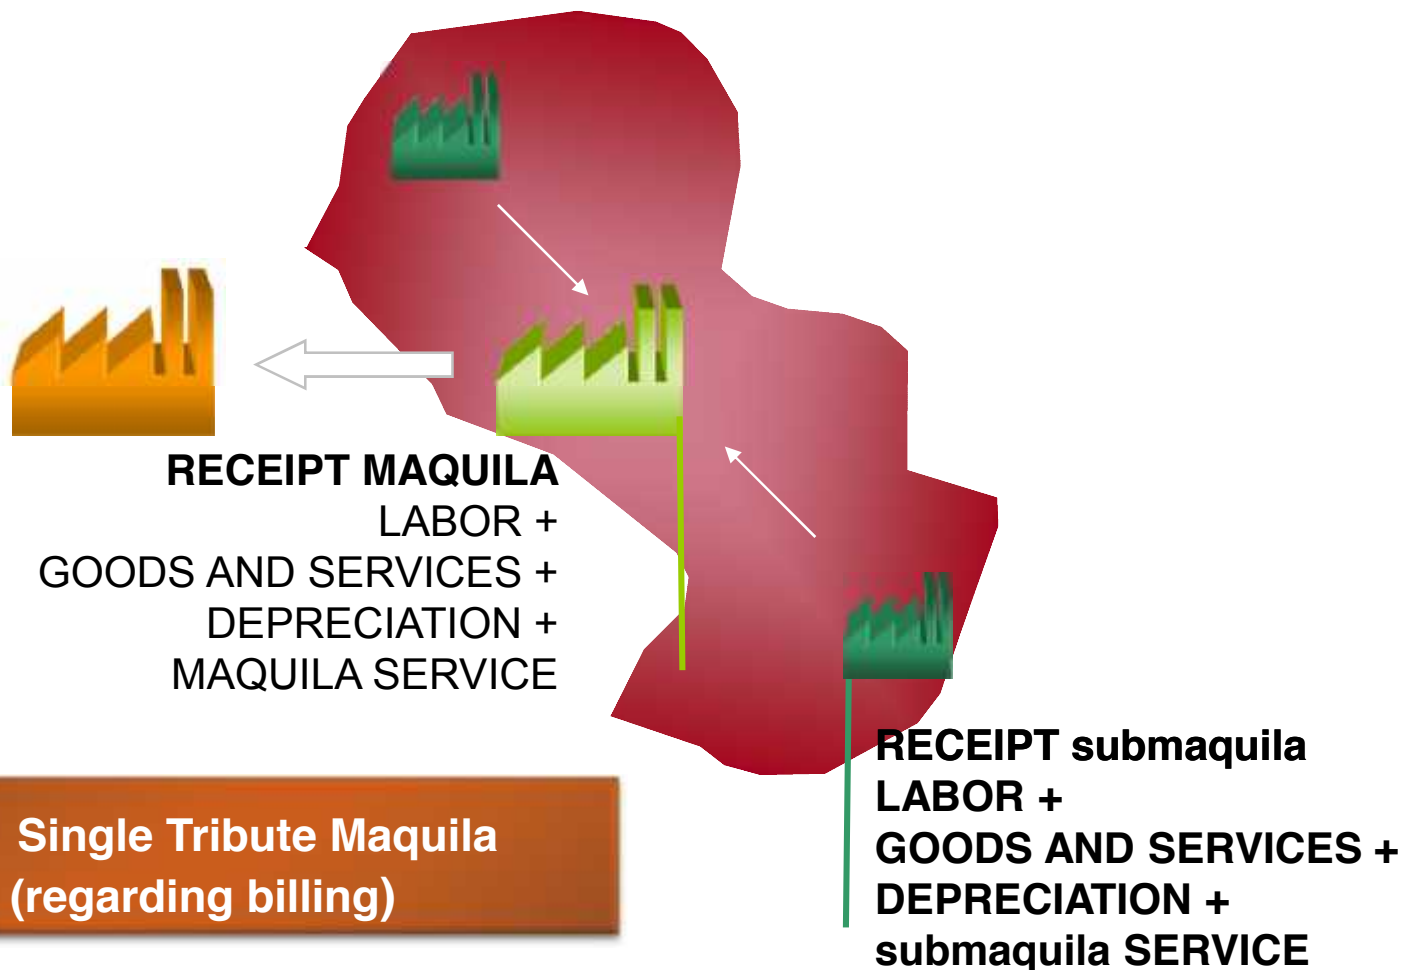 RECEIPT MAQUILA
LABOR +
GOODS AND SERVICES +
DEPRECIATION +
MAQUILA SERVICE
Single Tribute Maquila
(regarding billing)
RECEIPT submaquila
LABOR +
GOODS AND SERVICES +
DEPRECIATION +
submaquila SERVICE